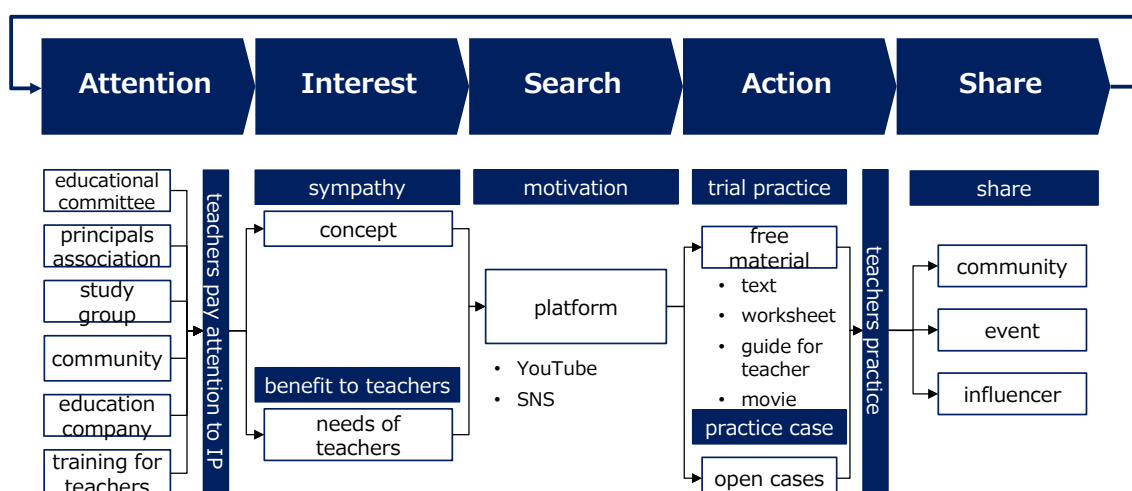 Attention
Interest
Search
Action
Share
educational
committee
principals
association
study
group
community
education
company
training for
teachers
teachers pay attention to IP
sympathy
concept
benefit to teachers
needs of
teachers
motivation
platform
• YouTube
• SNS
trial practice
free
material
• text
• worksheet
• guide for
teacher
• movie
practice case
open cases
teachers practice
share
community
event
influencer